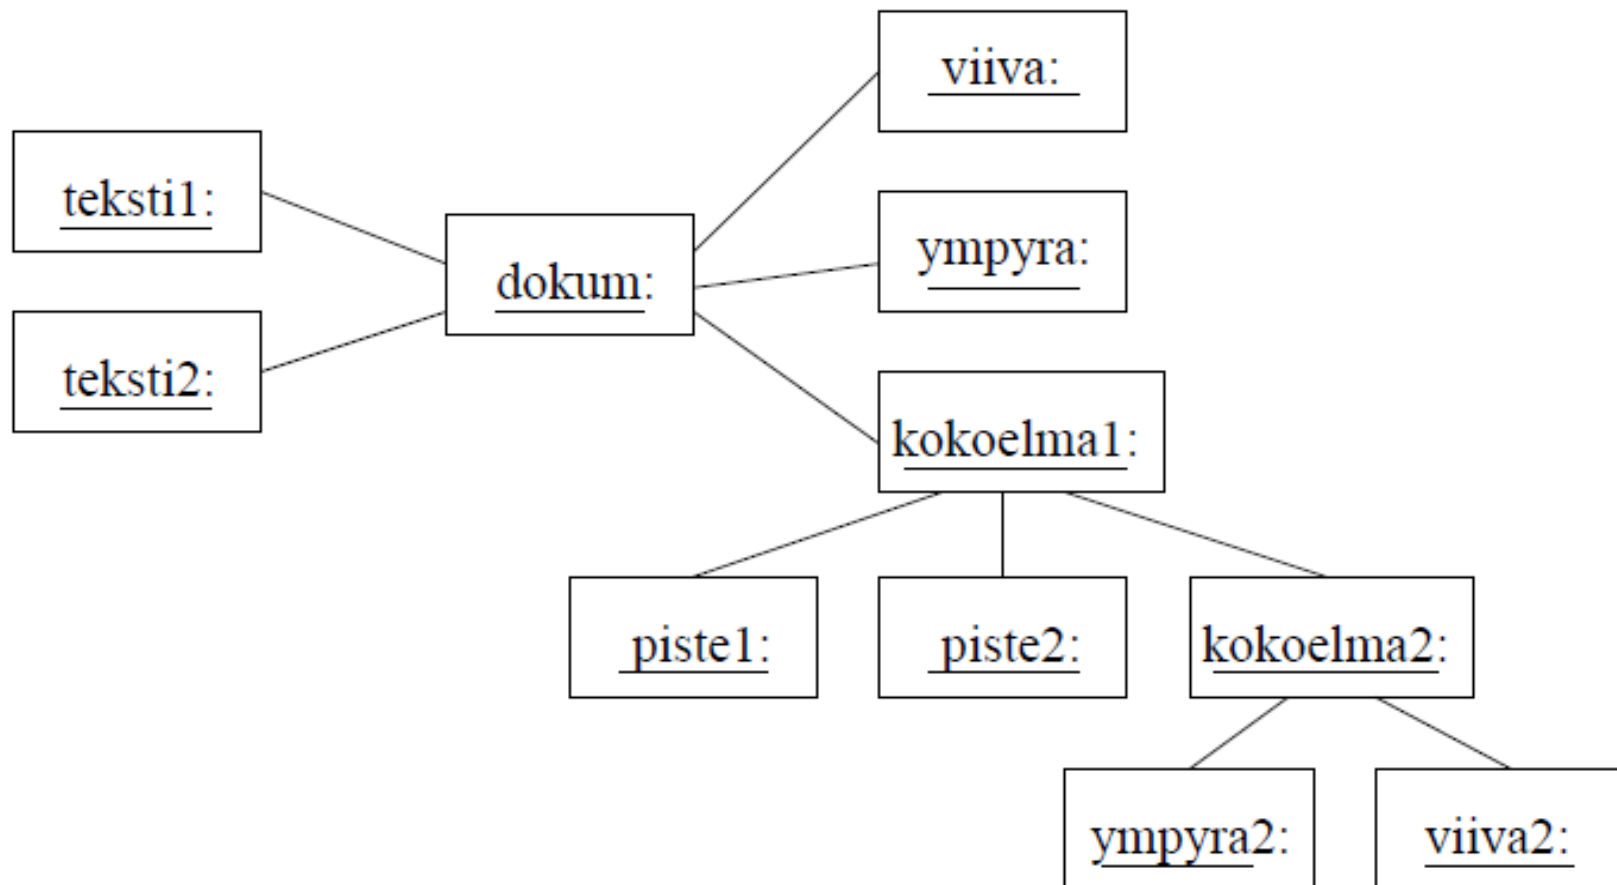 viiva:
teksti1:
ympyra:
dokum:
teksti2:
kokoelma1:
piste1:
piste2:
kokoelma2:
ympyra2:
viiva2: